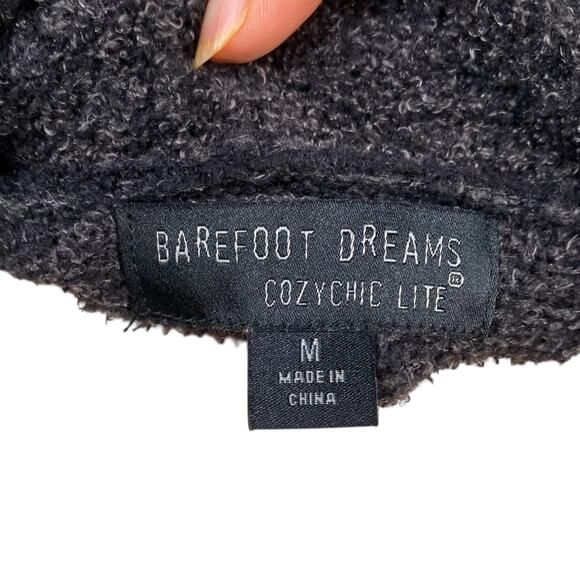 BAREFOOT DREAMS
COZYCHIC LITE®
M
MADE IN
CHINA